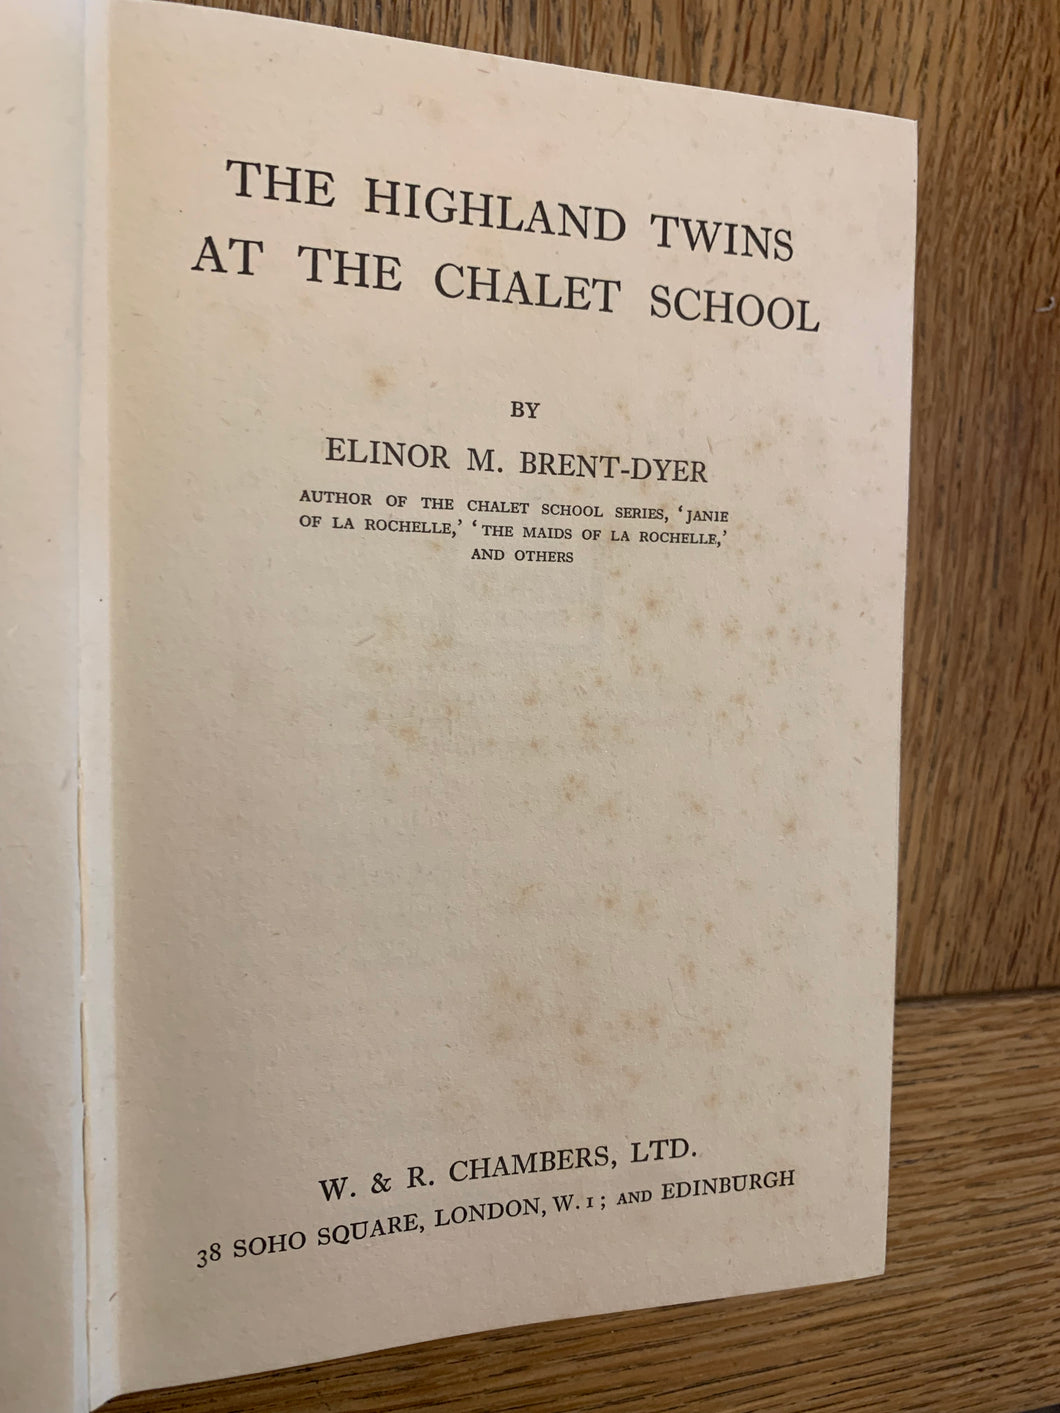 THE HIGHLAND TWINS
AT THE CHALET SCHOOL
BY
ELINOR M. BRENT-DYER
AUTHOR OF THE CHALET SCHOOL SERIES, ‘JANIE
OF LA ROCHELLE,’ ‘THE MAIDS OF LA ROCHELLE,’
AND OTHERS
W. & R. CHAMBERS, LTD.
38 SOHO SQUARE, LONDON, W. 1; AND EDINBURGH